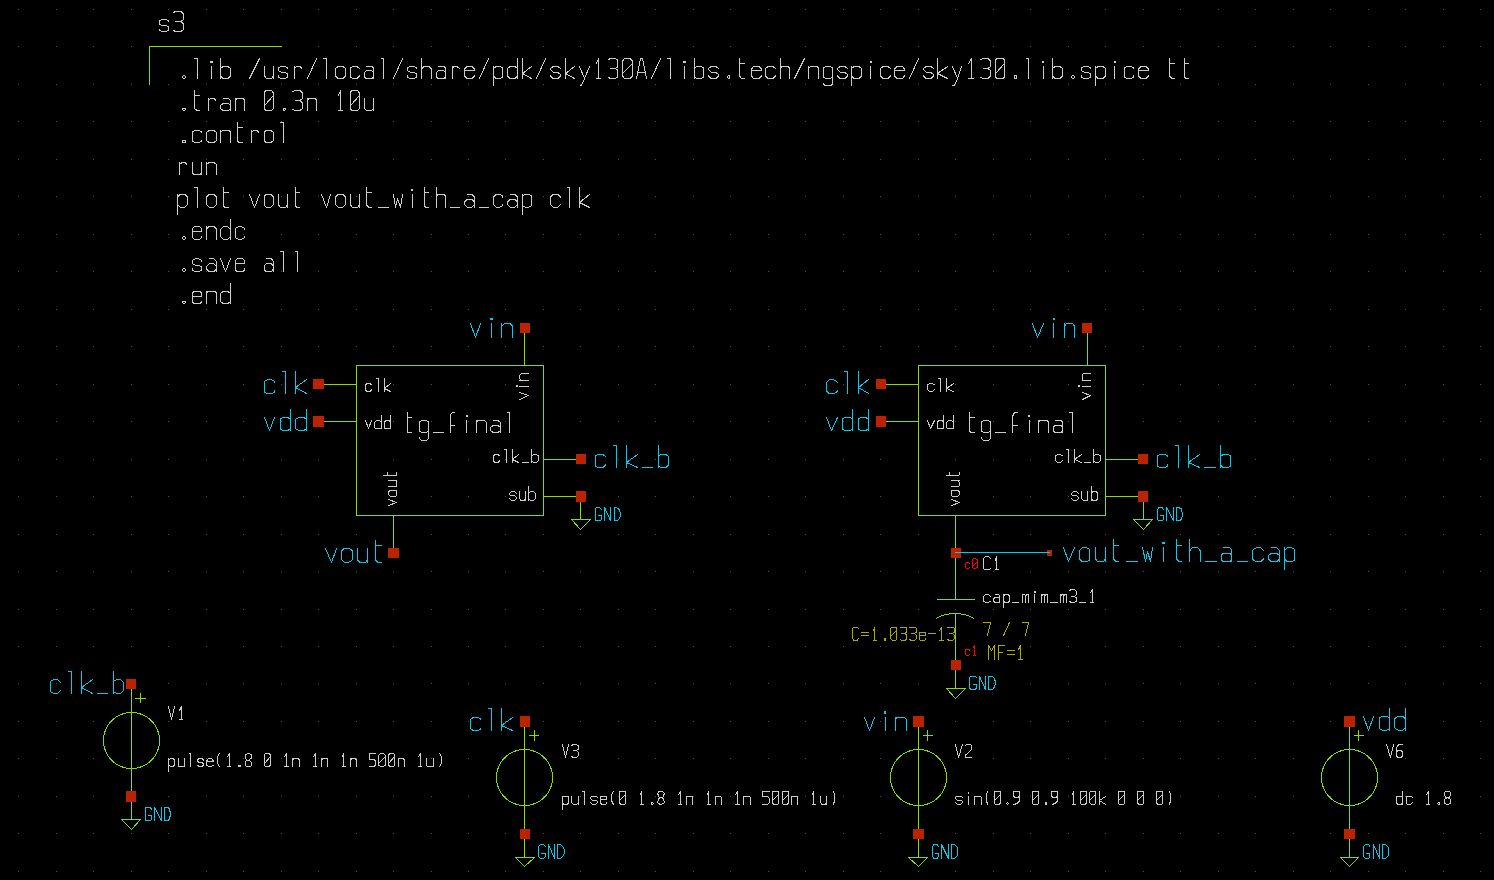 s3
.lib /usr/local/share/pdk/sky130A/libs.tech/ngspice/sky130.lib.spice tt
.tran 0.3n 10u
.control
run
plot vout vout_with_a_cap clk
.endc
.save all
.end
vin
clk
vdd
clk
vdd
vin
tg_final
clk_b
sub
vout
clk_b
GND
vout
vin
clk
vdd
clk
vdd
vin
tg_final
clk_b
sub
vout
clk_b
GND
vout_with_a_cap
c0 C1
cap_mim_m3_1
C=1.033e-13
7 / 7
c1
MF=1
GND
clk_b
+
V1
pulse(1.8 0 1n 1n 1n 500n 1u)
GND
clk
+
V3
pulse(0 1.8 1n 1n 1n 500n 1u)
GND
vin
+
V2
sin(0.9 0.9 100k 0 0 0)
GND
vdd
+
V6
dc 1.8
GND